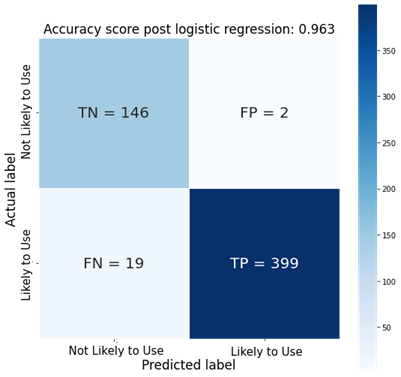 Accuracy score post logistic regression: 0.963
Not Likely to Use
TN = 146
FP = 2
Actual label
Likely to Use
FN = 19
TP = 399
Not Likely to Use
Likely to Use
Predicted label
350
300
250
200
150
100
50